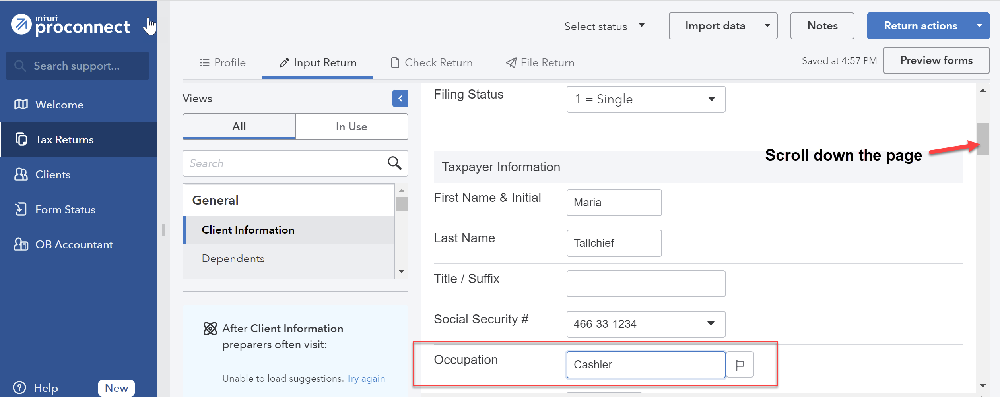 intuit
proconnect
Search support...
Welcome
Tax Returns
Clients
Form Status
QB Accountant
Help
New
Select status
Import data
Notes
Return actions
Profile
Input Return
Check Return
File Return
Saved at 4:57 PM
Preview forms
Views
All
In Use
Search
General
Client Information
Dependents
After Client Information
preparers often visit:
Unable to load suggestions. Try again
Filing Status
1 = Single
Scroll down the page
Taxpayer Information
First Name & Initial
Maria
Last Name
Tallchief
Title / Suffix
Social Security #
466-33-1234
Occupation
Cashier